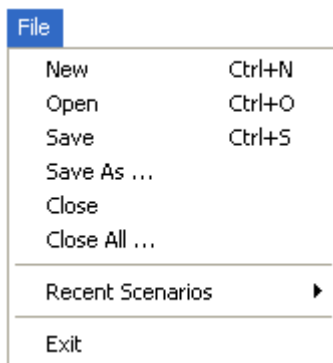 File
New Ctrl+N
Open Ctrl+O
Save Ctrl+S
Save As ...
Close
Close All ...
Recent Scenarios
Exit